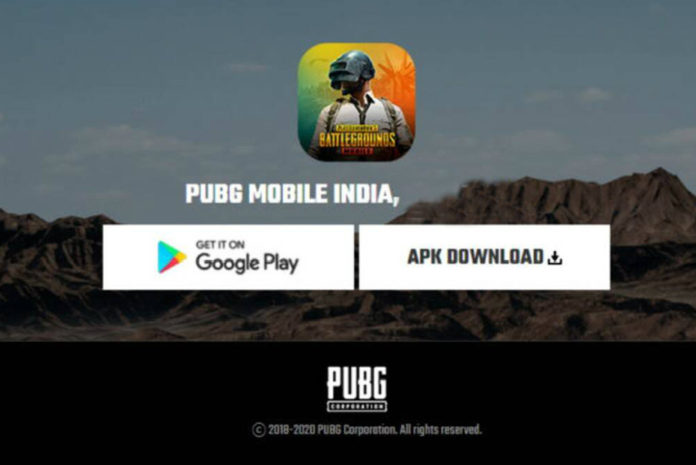 PLAYERUNKNOWN'S
BATTLEGROUNDS
MOBILE
PUBG MOBILE INDIA,
GET IT ON
Google Play
APK DOWNLOAD
PUBG
CORPORATION
© 2018-2020 PUBG Corporation. All rights reserved.